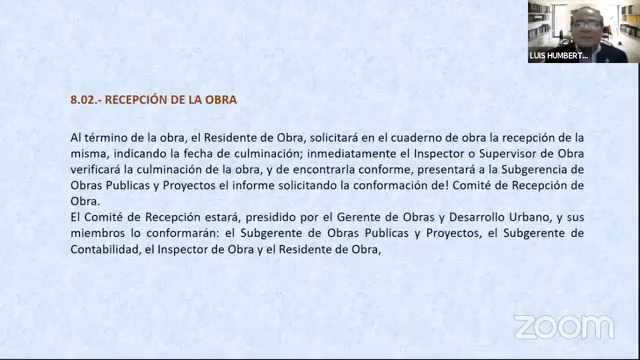 LUIS HUMBERT...
8.02.- RECEPCIÓN DE LA OBRA
Al término de la obra, el Residente de Obra, solicitará en el cuaderno de obra la recepción de la
misma, indicando la fecha de culminación; inmediatamente el Inspector o Supervisor de Obra
verificará la culminación de la obra, y de encontrarla conforme, presentará a la Subgerencia de
Obras Publicas y Proyectos el informe solicitando la conformación de! Comité de Recepción de
Obra.
El Comité de Recepción estará, presidido por el Gerente de Obras y Desarrollo Urbano, y sus
miembros lo conformarán: el Subgerente de Obras Publicas y Proyectos, el Subgerente de
Contabilidad, el Inspector de Obra y el Residente de Obra,
zoom